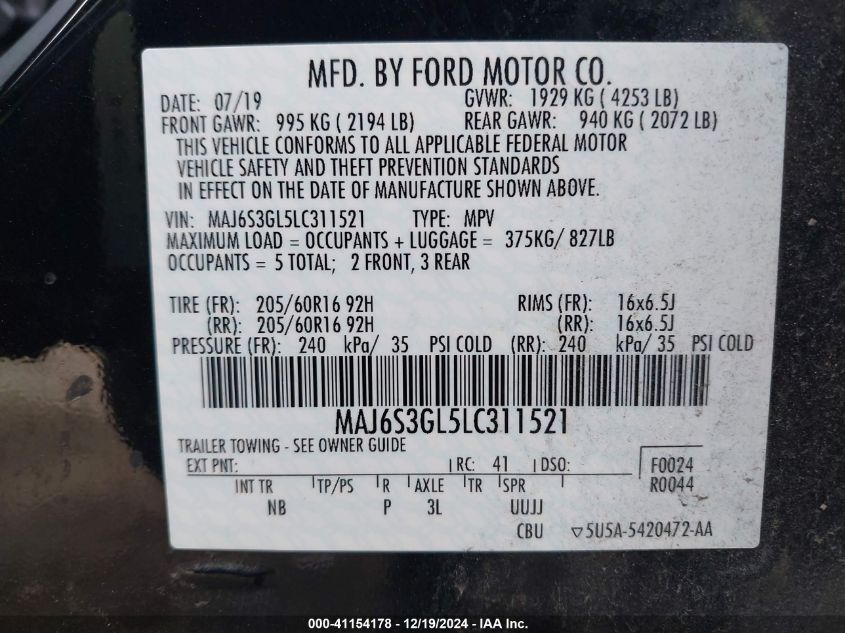 MFD. BY FORD MOTOR CO.
DATE: 07/19 GVWR: 1929 KG ( 4253 LB)
FRONT GAWR: 995 KG ( 2194 LB) REAR GAWR: 940 KG ( 2072 LB)
THIS VEHICLE CONFORMS TO ALL APPLICABLE FEDERAL MOTOR
VEHICLE SAFETY AND THEFT PREVENTION STANDARDS
IN EFFECT ON THE DATE OF MANUFACTURE SHOWN ABOVE.
VIN: MAJ6S3GL5LC311521 TYPE: MPV
MAXIMUM LOAD = OCCUPANTS + LUGGAGE = 375KG/ 827LB
OCCUPANTS = 5 TOTAL; 2 FRONT, 3 REAR
TIRE (FR): 205/60R16 92H RIMS (FR): 16x6.5J
(RR): 205/60R16 92H (RR): 16x6.5J
PRESSURE (FR): 240 kPa/ 35 PSI COLD (RR): 240 kPa/ 35 PSI COLD
MAJ6S3GL5LC311521
TRAILER TOWING - SEE OWNER GUIDE
EXT PNT: RC: 41 DSO: F0024
INT TR TP/PS R AXLE TR SPR R0044
NB P 3L UUJJ
CBU ▽5U5A-5420472-AA
000-41154178 - 12/19/2024 - IAA Inc.